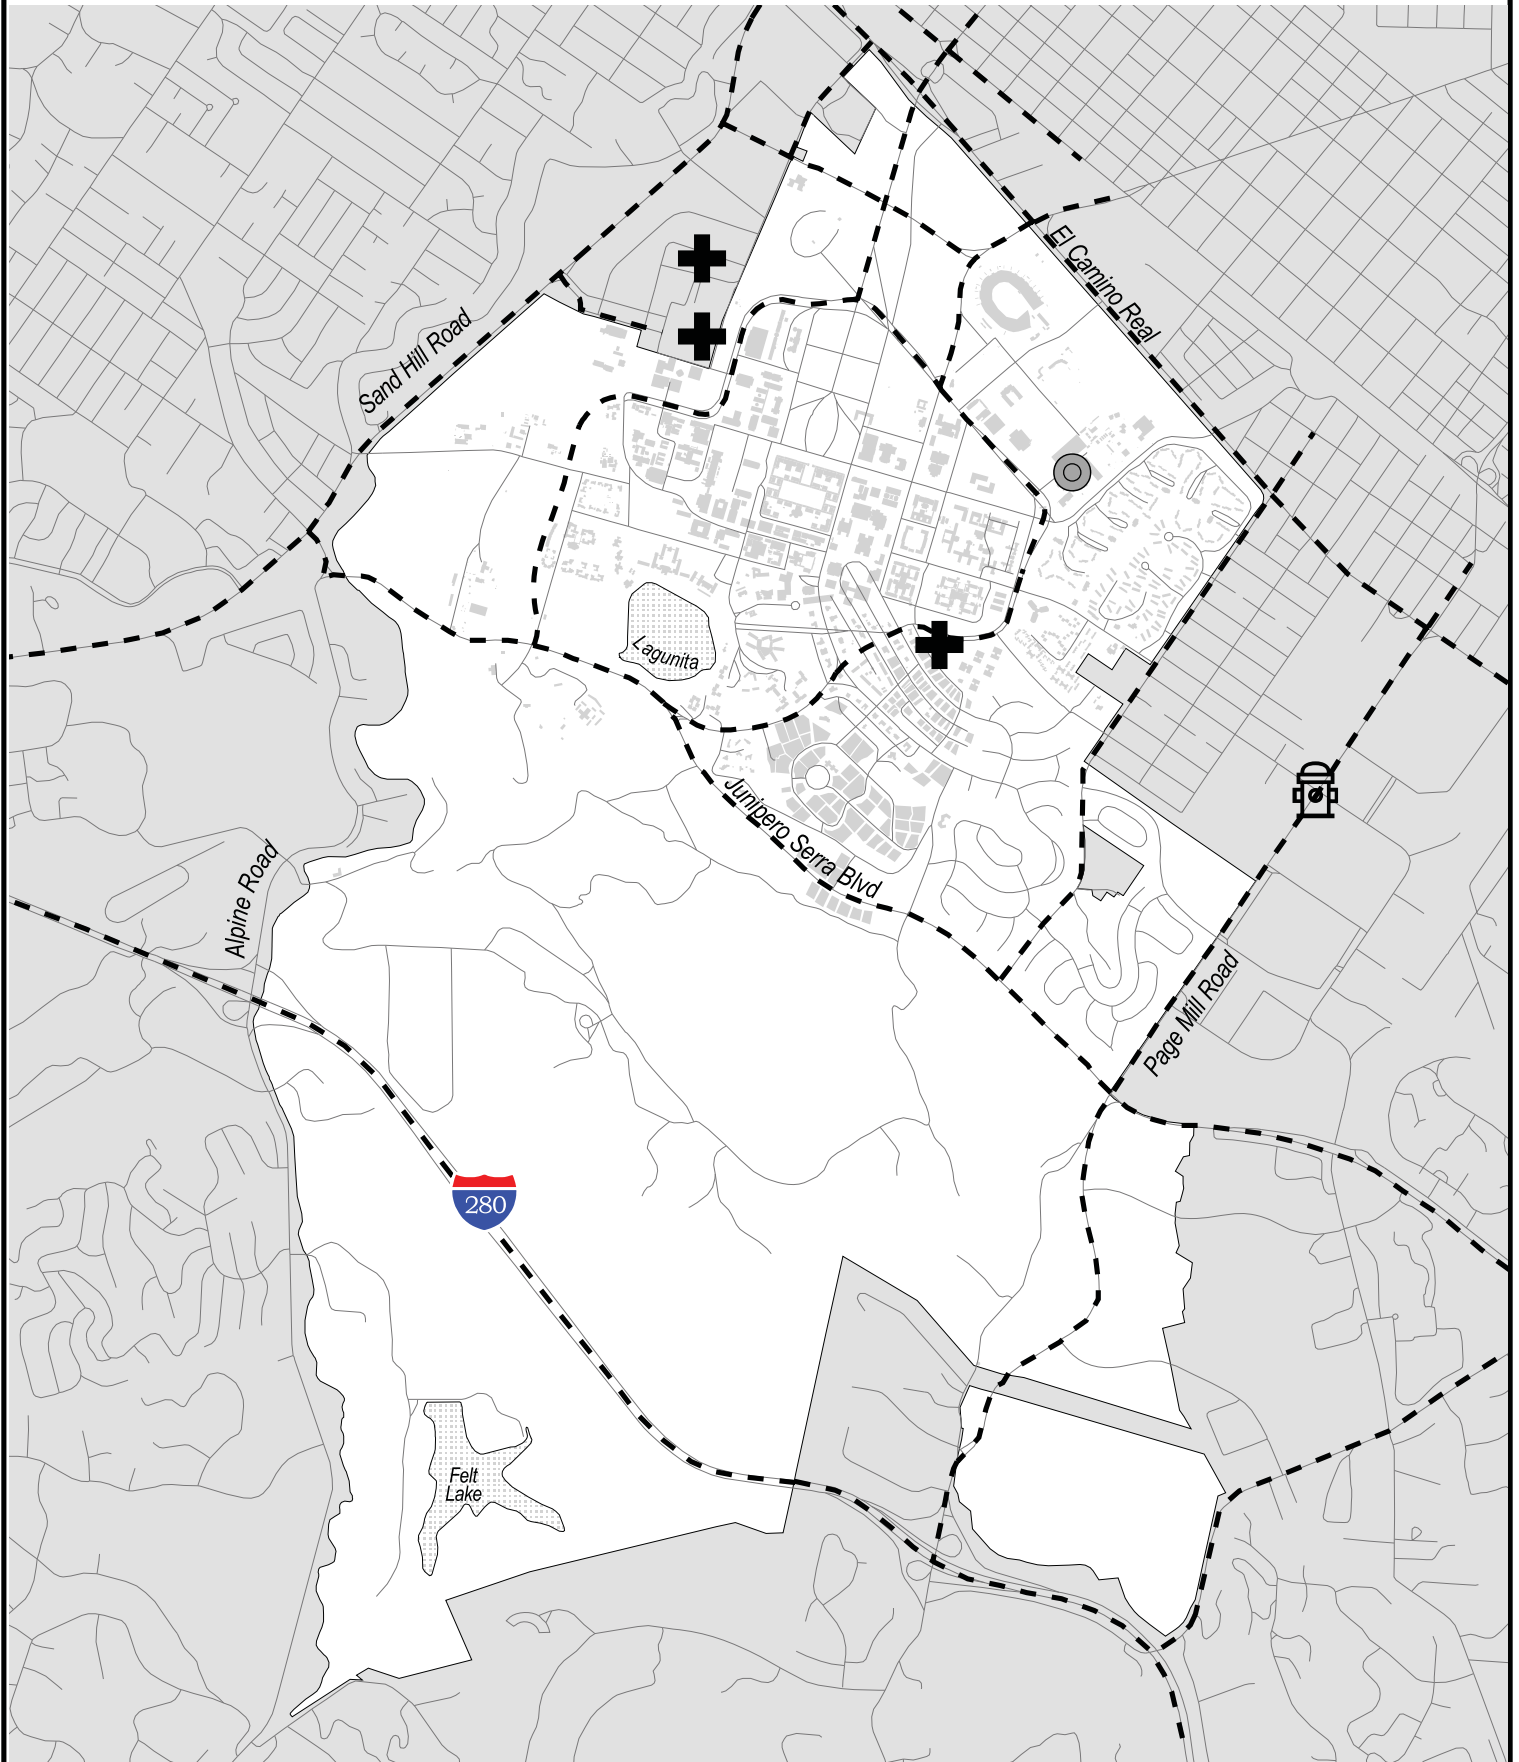 El Camino Real
Sand Hill Road
Lagunita
Junipero Serra Blvd
Alpine Road
Page Mill Road
280
Felt
Lake